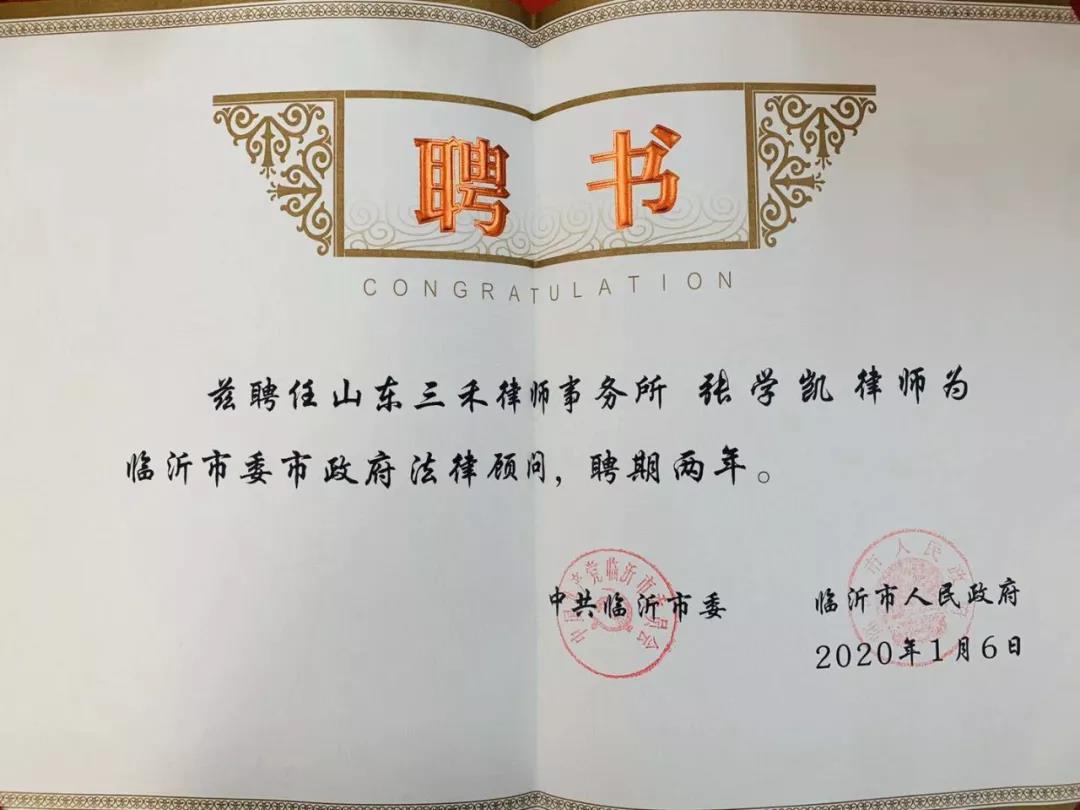 聘书
CONGRATULATION
兹聘任山东三禾律师事务所 张学凯 律师为
临沂市委市政府法律顾问，聘期两年。
中共临沂市委
临沂市人民政府
2020年1月6日